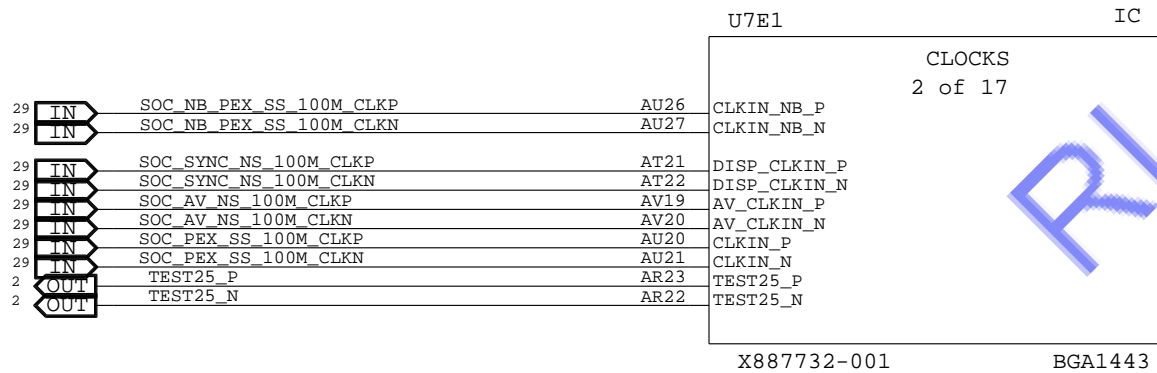 U7E1 IC
CLOCKS
2 of 17
29 IN SOC_NB_PEX_SS_100M_CLKP AU26 CLKIN_NB_P
29 IN SOC_NB_PEX_SS_100M_CLKN AU27 CLKIN_NB_N
29 IN SOC_SYNC_NS_100M_CLKP AT21 DISP_CLKIN_P
29 IN SOC_SYNC_NS_100M_CLKN AT22 DISP_CLKIN_N
29 IN SOC_AV_NS_100M_CLKP AV19 AV_CLKIN_P
29 IN SOC_AV_NS_100M_CLKN AV20 AV_CLKIN_N
29 IN SOC_PEX_SS_100M_CLKP AU20 CLKIN_P
29 IN SOC_PEX_SS_100M_CLKN AU21 CLKIN_N
2 OUT TEST25_P AR23 TEST25_P
2 OUT TEST25_N AR22 TEST25_N
X887732-001 BGA1443